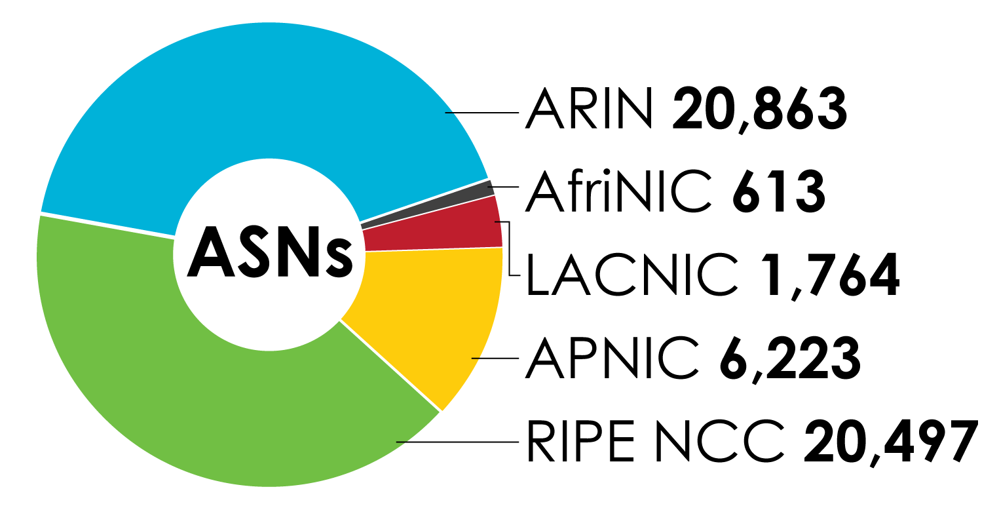 ASNs
ARIN 20,863
AfriNIC 613
LACNIC 1,764
APNIC 6,223
RIPE NCC 20,497